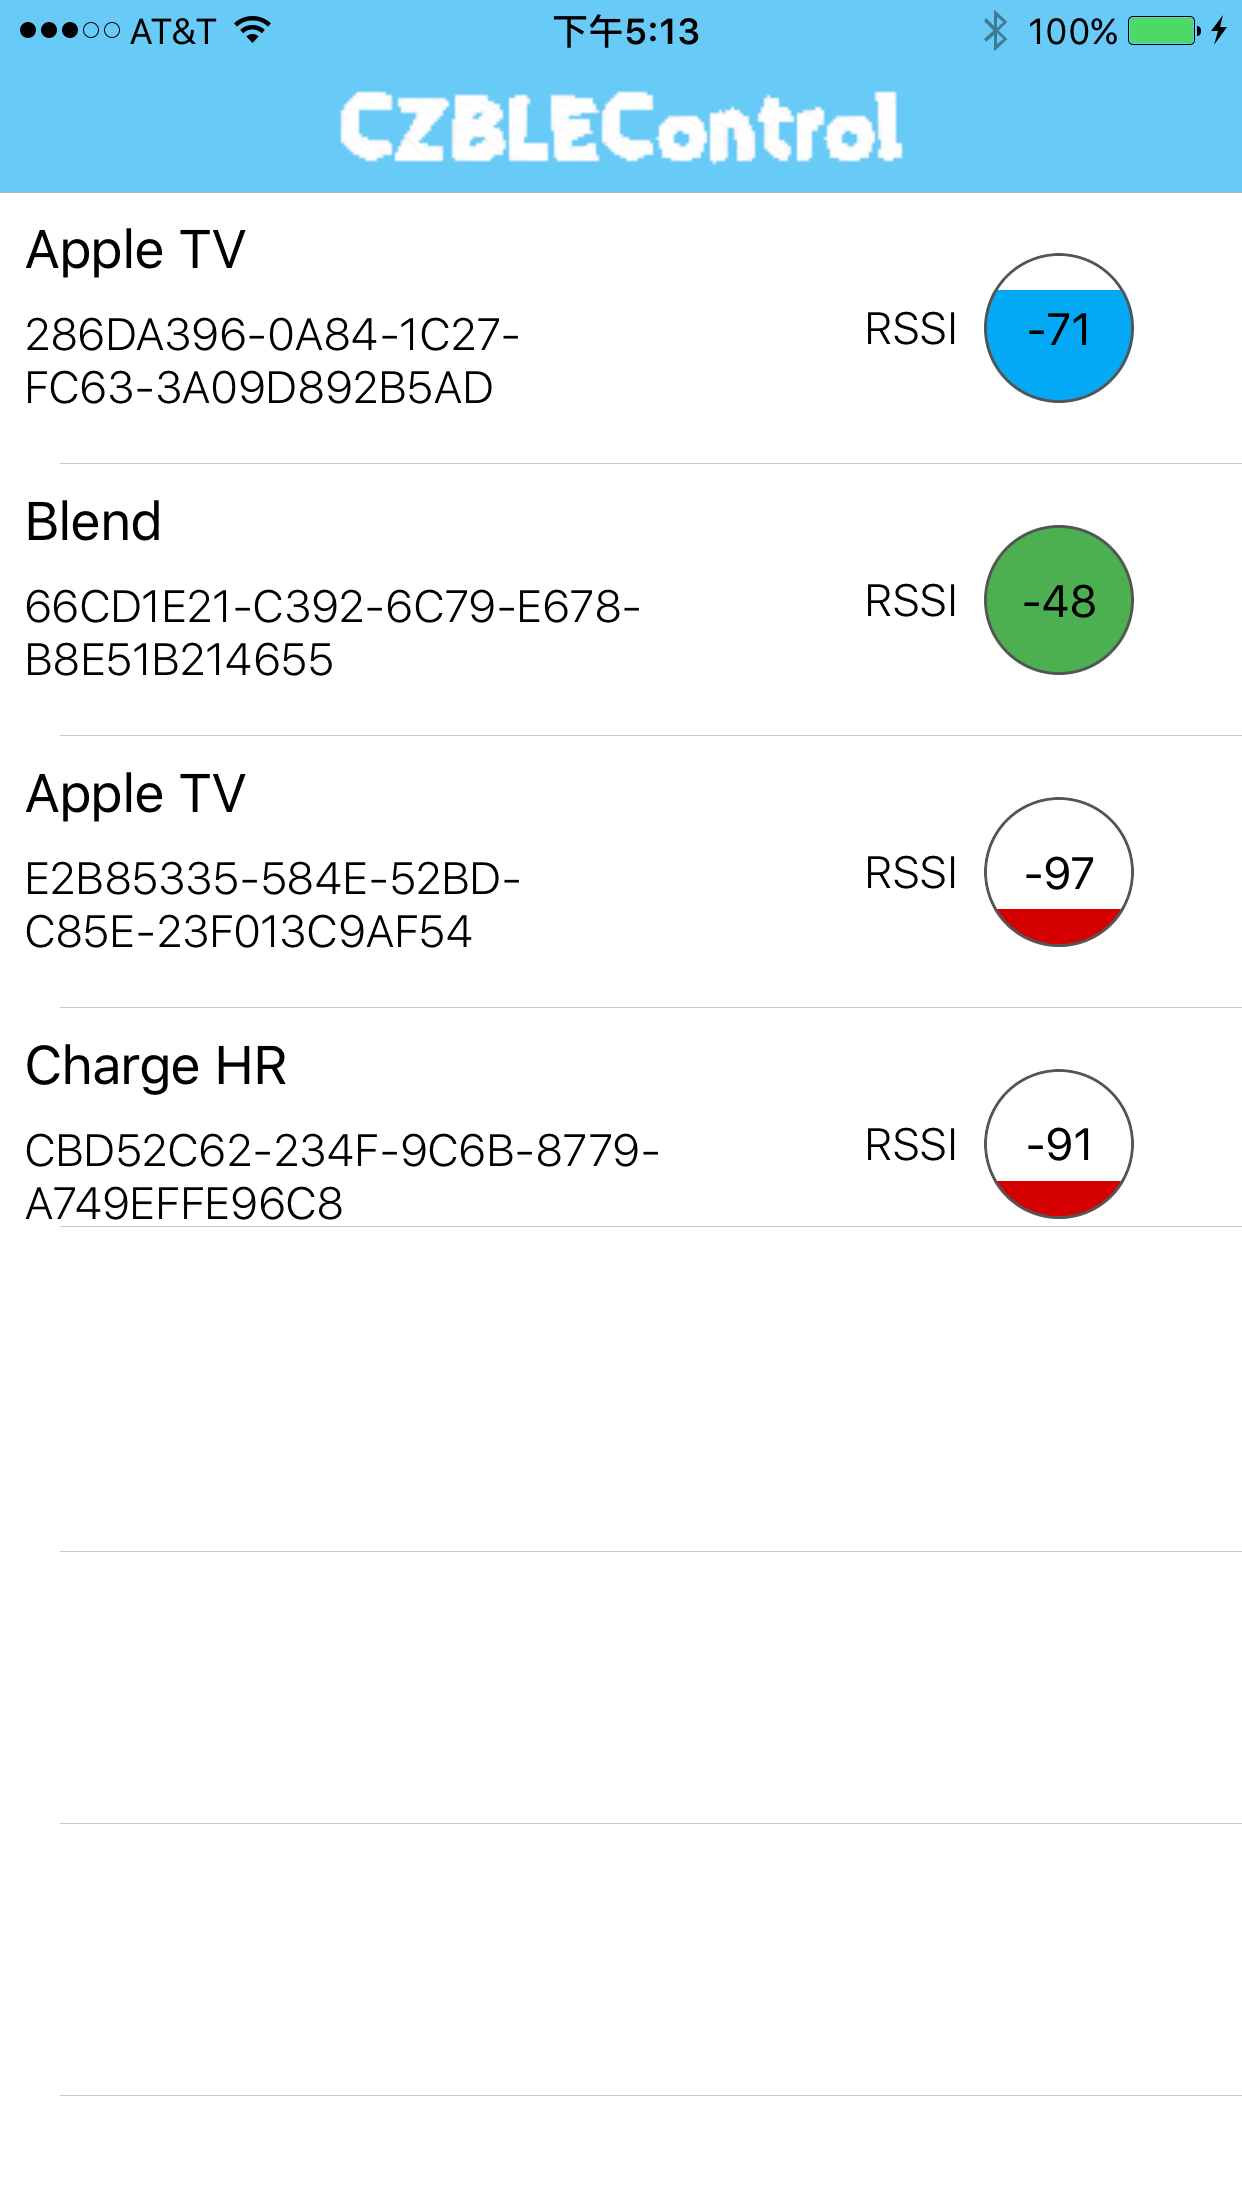 AT&T 下午5:13 100%
CZBLEControl
Apple TV
286DA396-0A84-1C27-
FC63-3A09D892B5AD
RSSI -71
Blend
66CD1E21-C392-6C79-E678-
B8E51B214655
RSSI -48
Apple TV
E2B85335-584E-52BD-
C85E-23F013C9AF54
RSSI -97
Charge HR
CBD52C62-234F-9C6B-8779-
A749EFFE96C8
RSSI -91